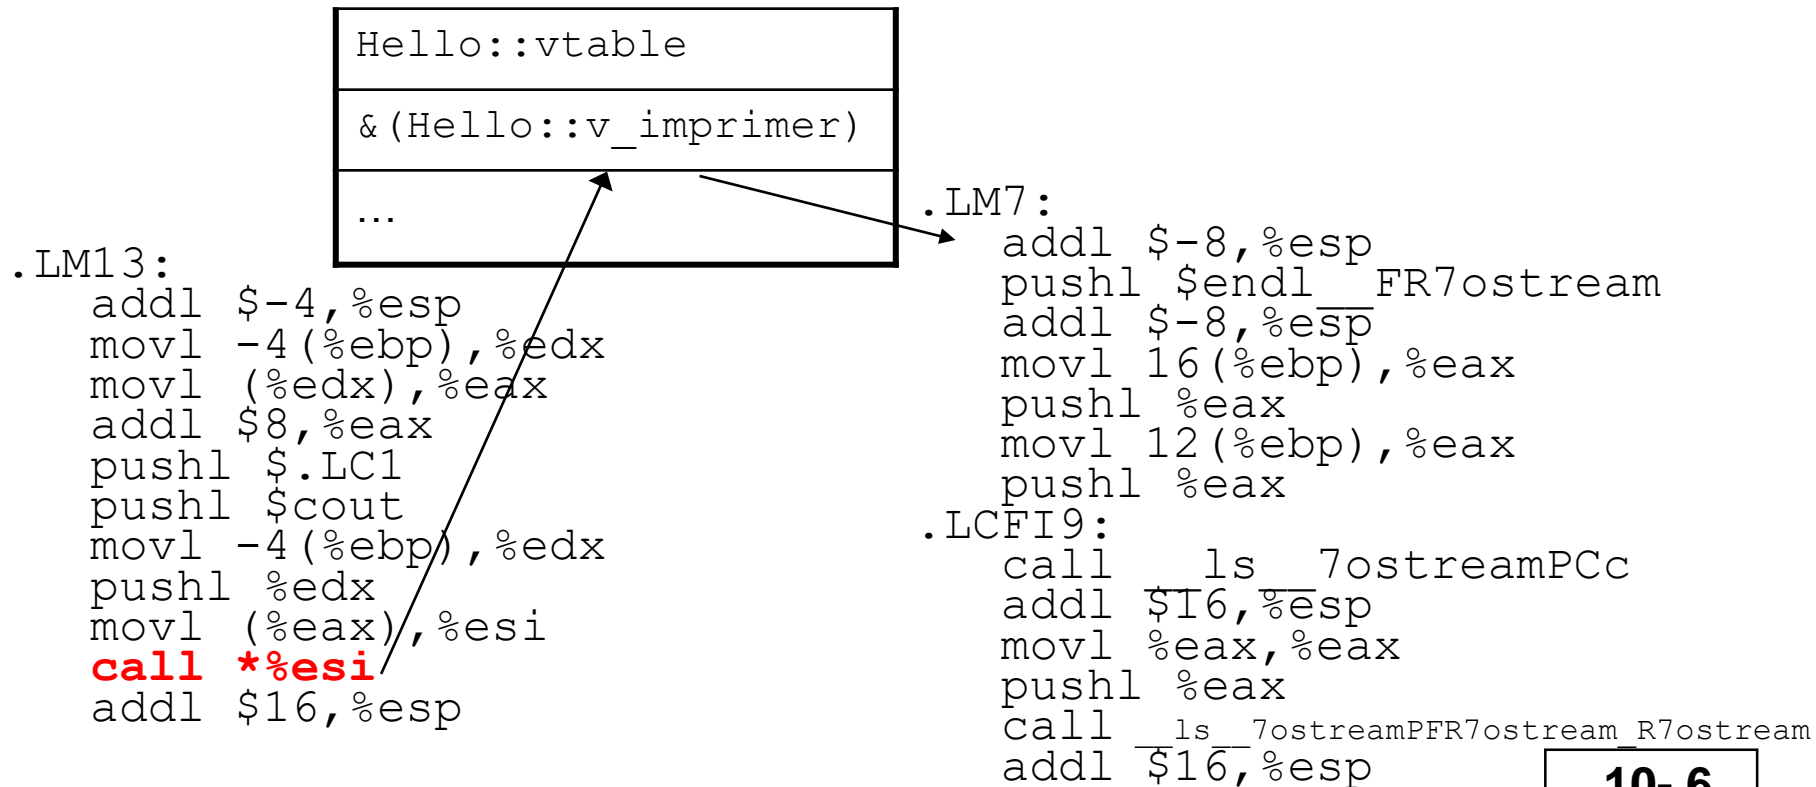 Hello::vtable
&(Hello::v_imprimer)
...
.LM13:
addl $-4,%esp
movl -4(%ebp),%edx
movl (%edx),%eax
addl $8,%eax
pushl $.LC1
pushl $cout
movl -4(%ebp),%edx
pushl %edx
movl (%eax),%esi
call *%esi
addl $16,%esp
.LM7:
addl $-8,%esp
pushl $endl__FR7ostream
addl $-8,%esp
movl 16(%ebp),%eax
pushl %eax
movl 12(%ebp),%eax
pushl %eax
.LCFI9:
call __ls__7ostreamPCc
addl $16,%esp
movl %eax,%eax
pushl %eax
call __ls__7ostreamPFR7ostream_R7ostream
addl $16,%esp
10- 6